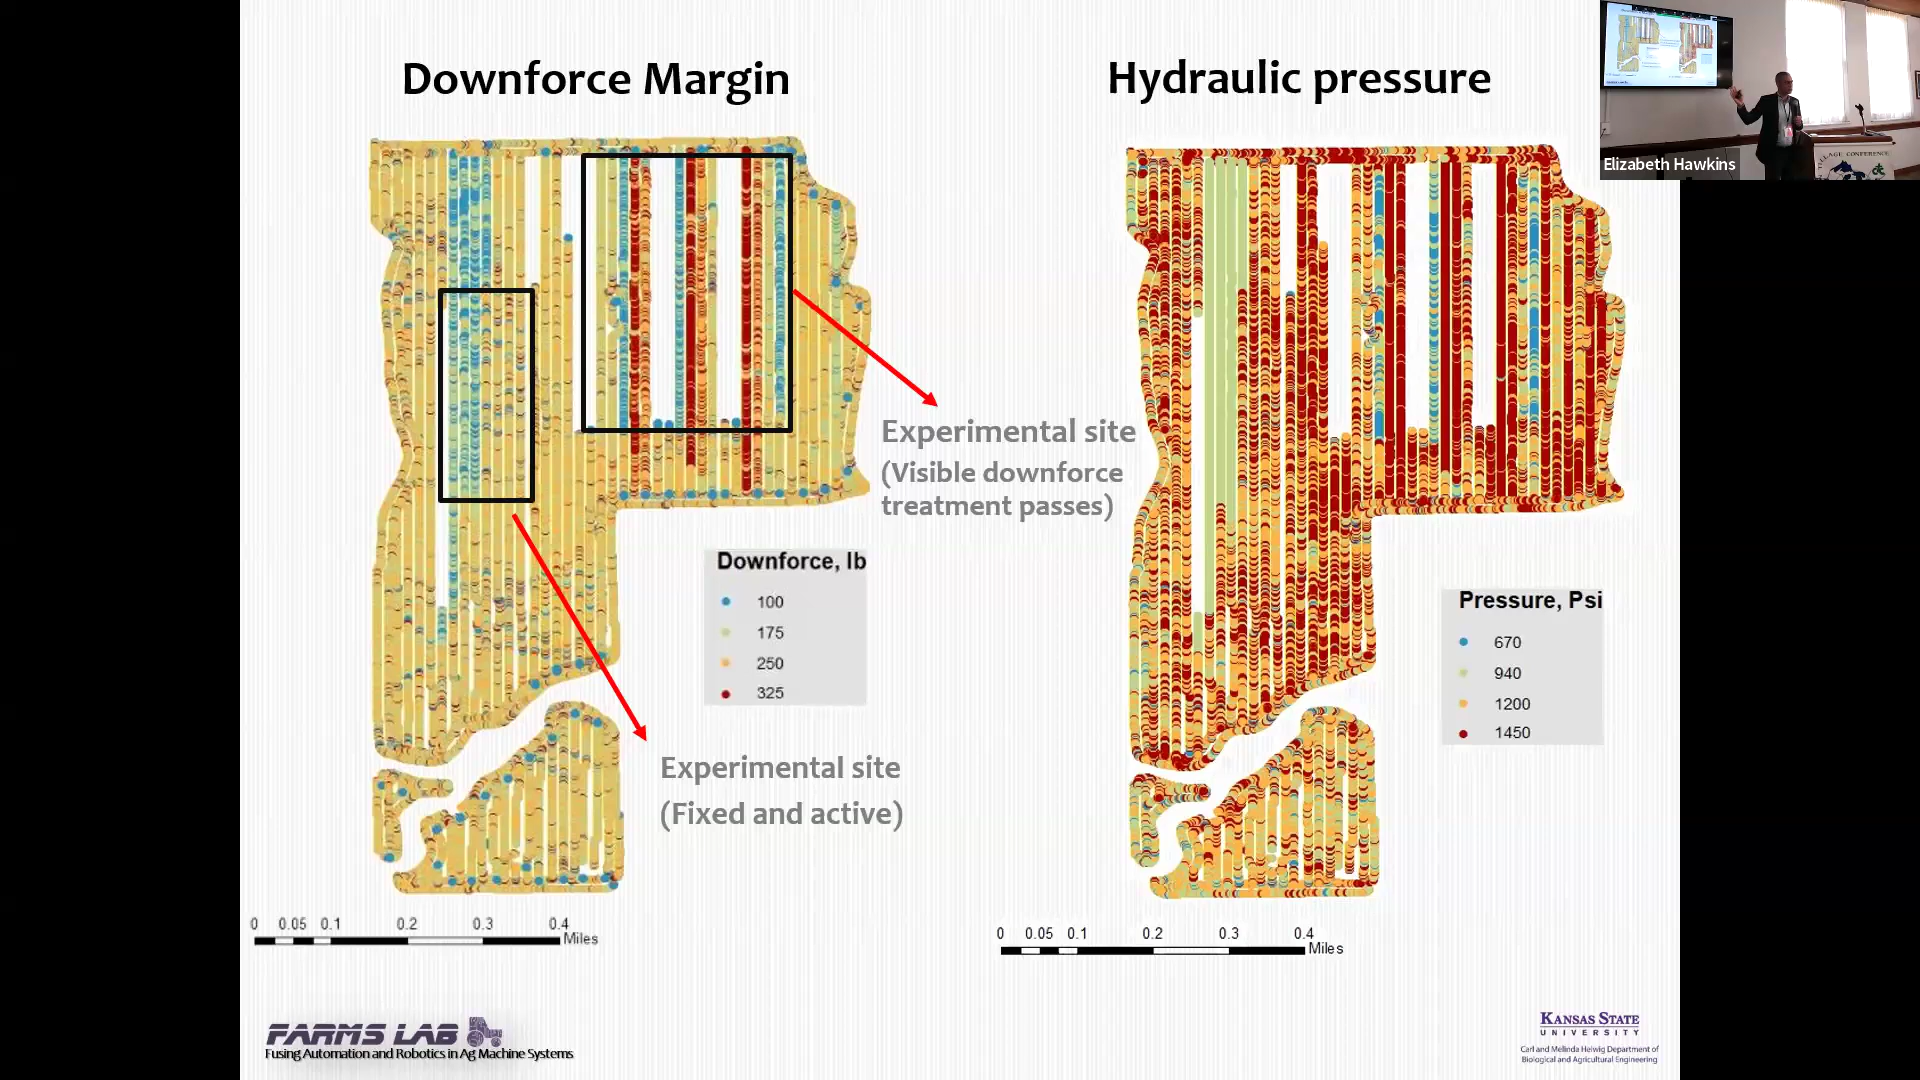 Downforce Margin
Hydraulic pressure
Elizabeth Hawkins
TILLAGE CONFERENCE
Experimental site
(Visible downforce
treatment passes)
Downforce, lb
100
175
250
325
Pressure, Psi
670
940
1200
1450
Experimental site
(Fixed and active)
0 0.05 0.1 0.2 0.3 0.4
Miles
0 0.05 0.1 0.2 0.3 0.4
Miles
FARMS LAB
Fusing Automation and Robotics in Ag Machine Systems
KANSAS STATE
UNIVERSITY
Carl and Melinda Helwig Department of
Biological and Agricultural Engineering